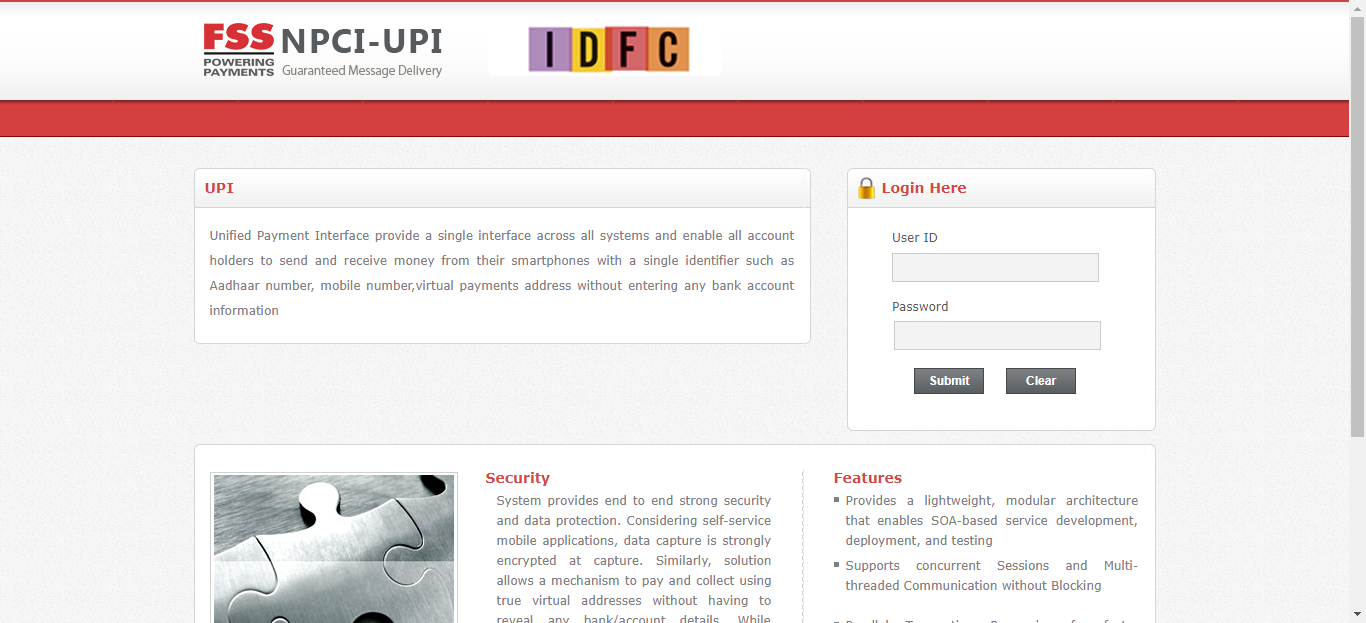 FSS NPCI-UPI
POWERING
PAYMENTS
Guaranteed Message Delivery
IDFC
UPI
Unified Payment Interface provide a single interface across all systems and enable all account
holders to send and receive money from their smartphones with a single identifier such as
Aadhaar number, mobile number,virtual payments address without entering any bank account
information
Login Here
User ID
Password
Submit Clear
Security
System provides end to end strong security
and data protection. Considering self-service
mobile applications, data capture is strongly
encrypted at capture. Similarly, solution
allows a mechanism to pay and collect using
true virtual addresses without having to
reveal any bank/account details. While
Features
Provides a lightweight, modular architecture
that enables SOA-based service development,
deployment, and testing
Supports concurrent Sessions and Multi-
threaded Communication without Blocking